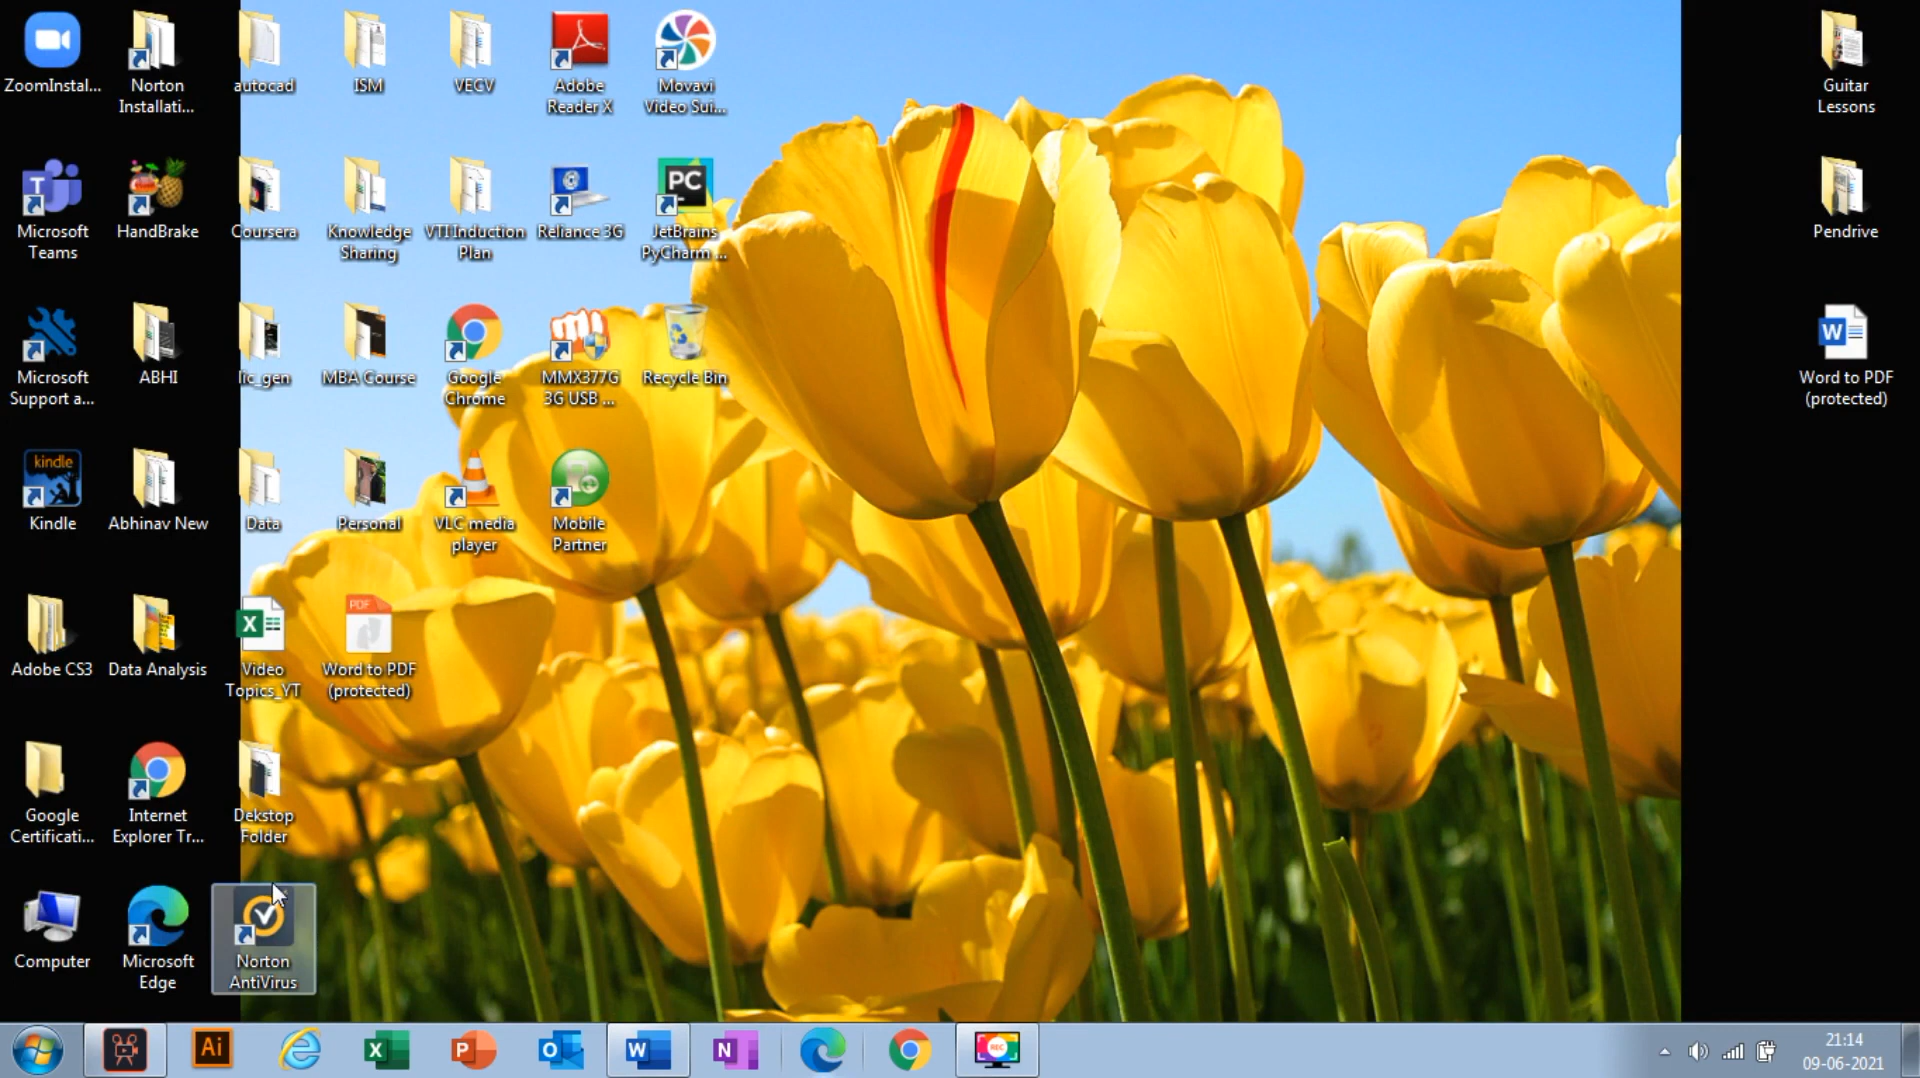 ZoomInstal...
Norton
Installati...
autocad
ISM
VECV
Adobe
Reader X
Movavi
Video Sui...
Guitar
Lessons
Microsoft
Teams
HandBrake
Coursera
Knowledge
Sharing
VTI Induction
Plan
Reliance 3G
PC
JetBrains
PyCharm ...
Pendrive
Microsoft
Support a...
ABHI
lic_gen
MBA Course
Google
Chrome
MMX377G
3G USB ...
Recycle Bin
W
Word to PDF
(protected)
kindle
Kindle
Abhinav New
Data
Personal
VLC media
player
Mobile
Partner
Adobe CS3
Data Analysis
X
Video
Topics_YT
PDF
Word to PDF
(protected)
Google
Certificati...
Internet
Explorer Tr...
Dekstop
Folder
Computer
Microsoft
Edge
Norton
AntiVirus
Ai
X
P
O
W
N
REC
21:14
09-06-2021